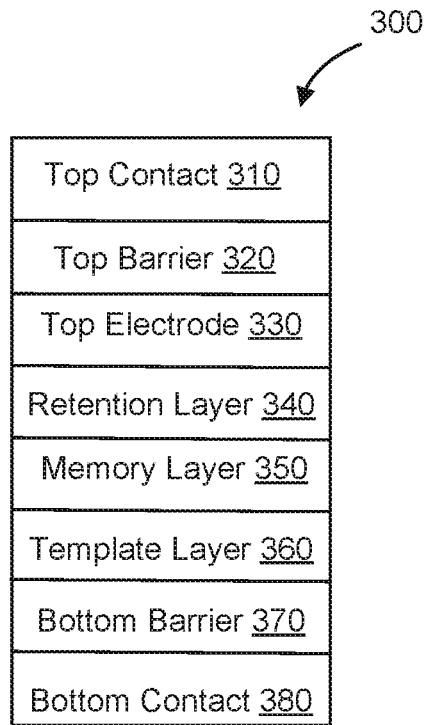 300
Top Contact 310
Top Barrier 320
Top Electrode 330
Retention Layer 340
Memory Layer 350
Template Layer 360
Bottom Barrier 370
Bottom Contact 380